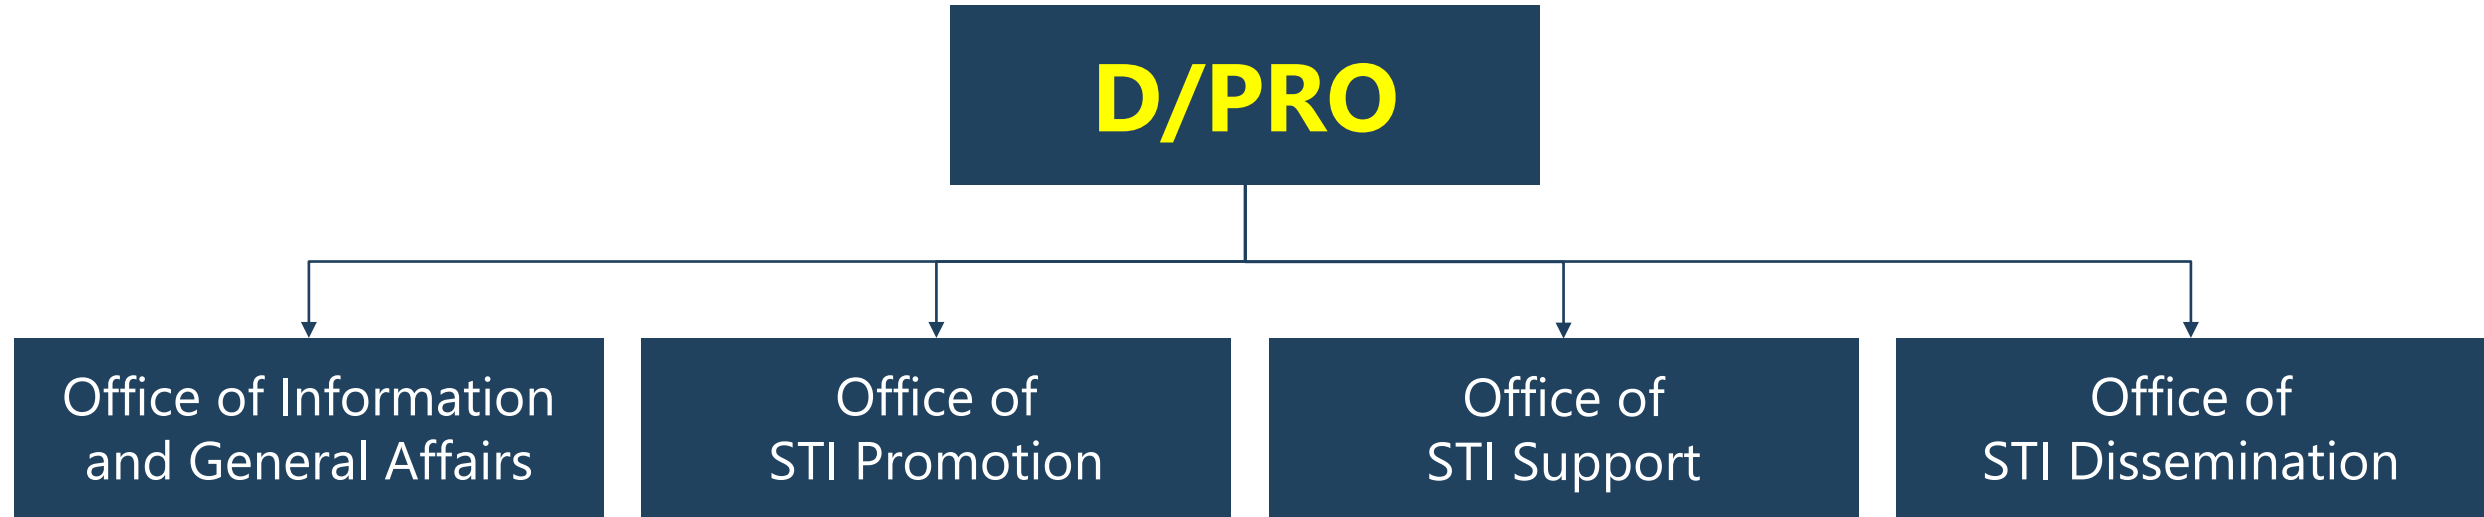 D/PRO
Office of Information
and General Affairs
Office of
STI Promotion
Office of
STI Support
Office of
STI Dissemination